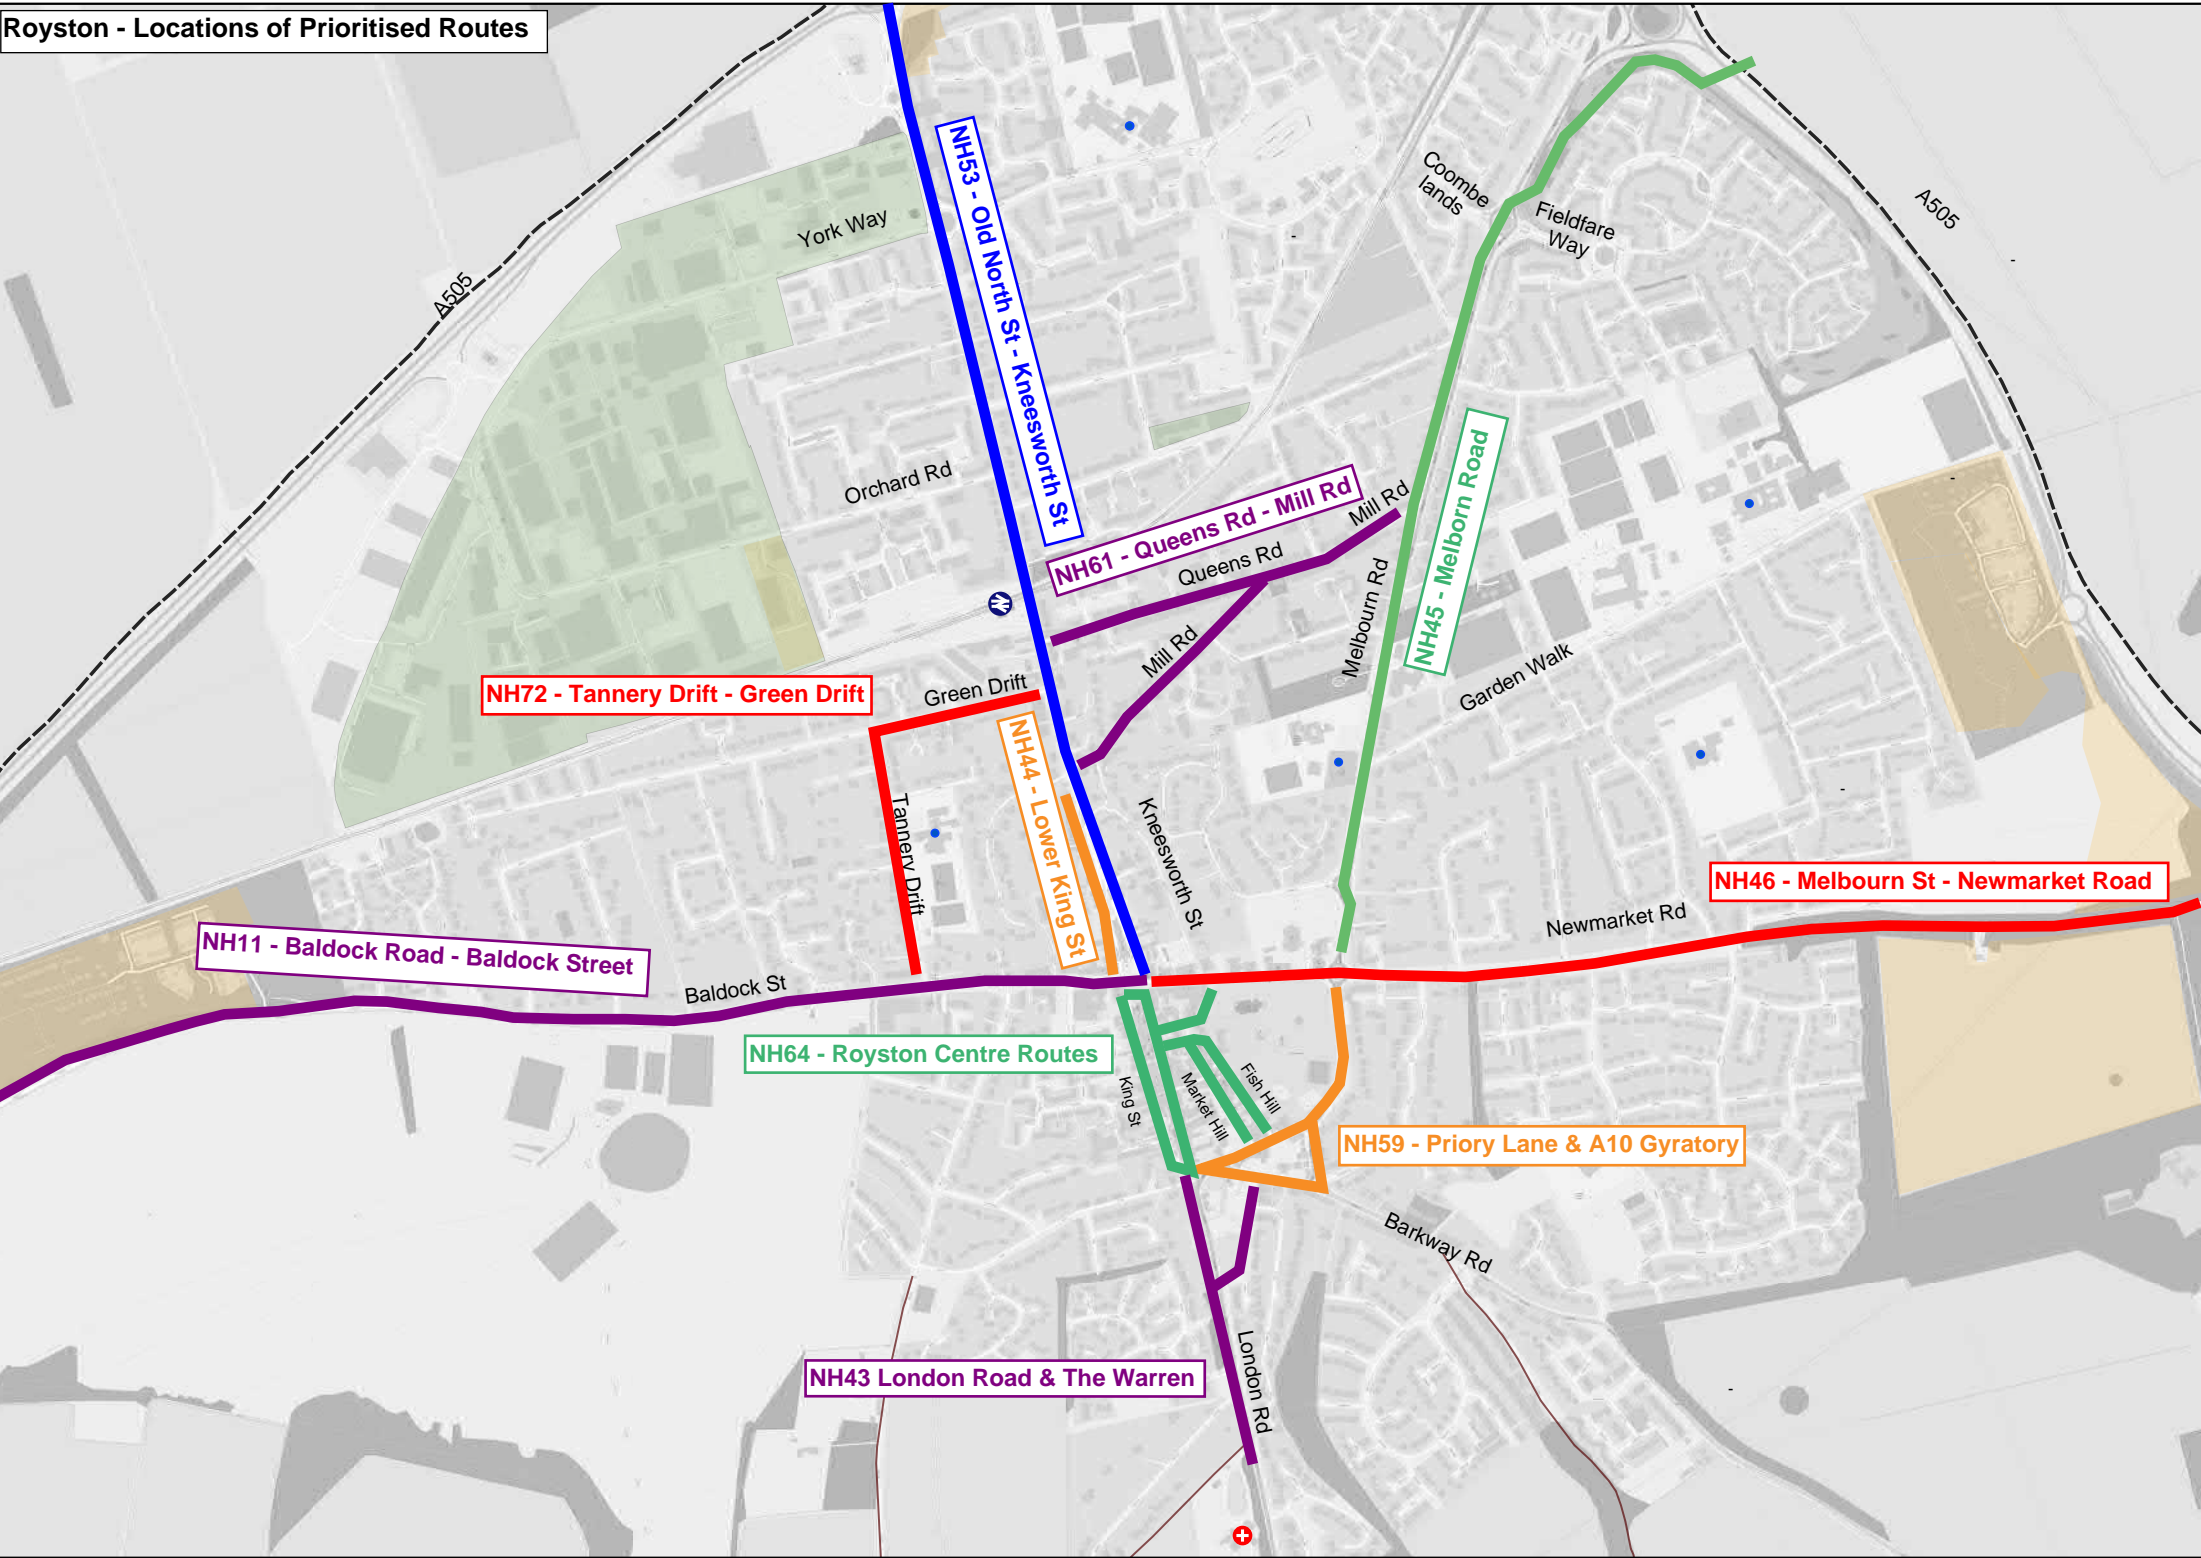 Royston - Locations of Prioritised Routes
NH53 - Old North St - Kneesworth St
York Way
Coombe
lands
Fieldfare
Way
A505
A505
Orchard Rd
NH61 - Queens Rd - Mill Rd
Mill Rd
Queens Rd
NH45 - Melborn Road
Melbourn Rd
Mill Rd
Garden Walk
NH72 - Tannery Drift - Green Drift
Green Drift
NH44 - Lower King St
Tannery Drift
Kneesworth St
NH46 - Melbourn St - Newmarket Road
Newmarket Rd
NH11 - Baldock Road - Baldock Street
Baldock St
NH64 - Royston Centre Routes
King St
Market Hill
Fish Hill
NH59 - Priory Lane & A10 Gyratory
Barkway Rd
NH43 London Road & The Warren
London Rd